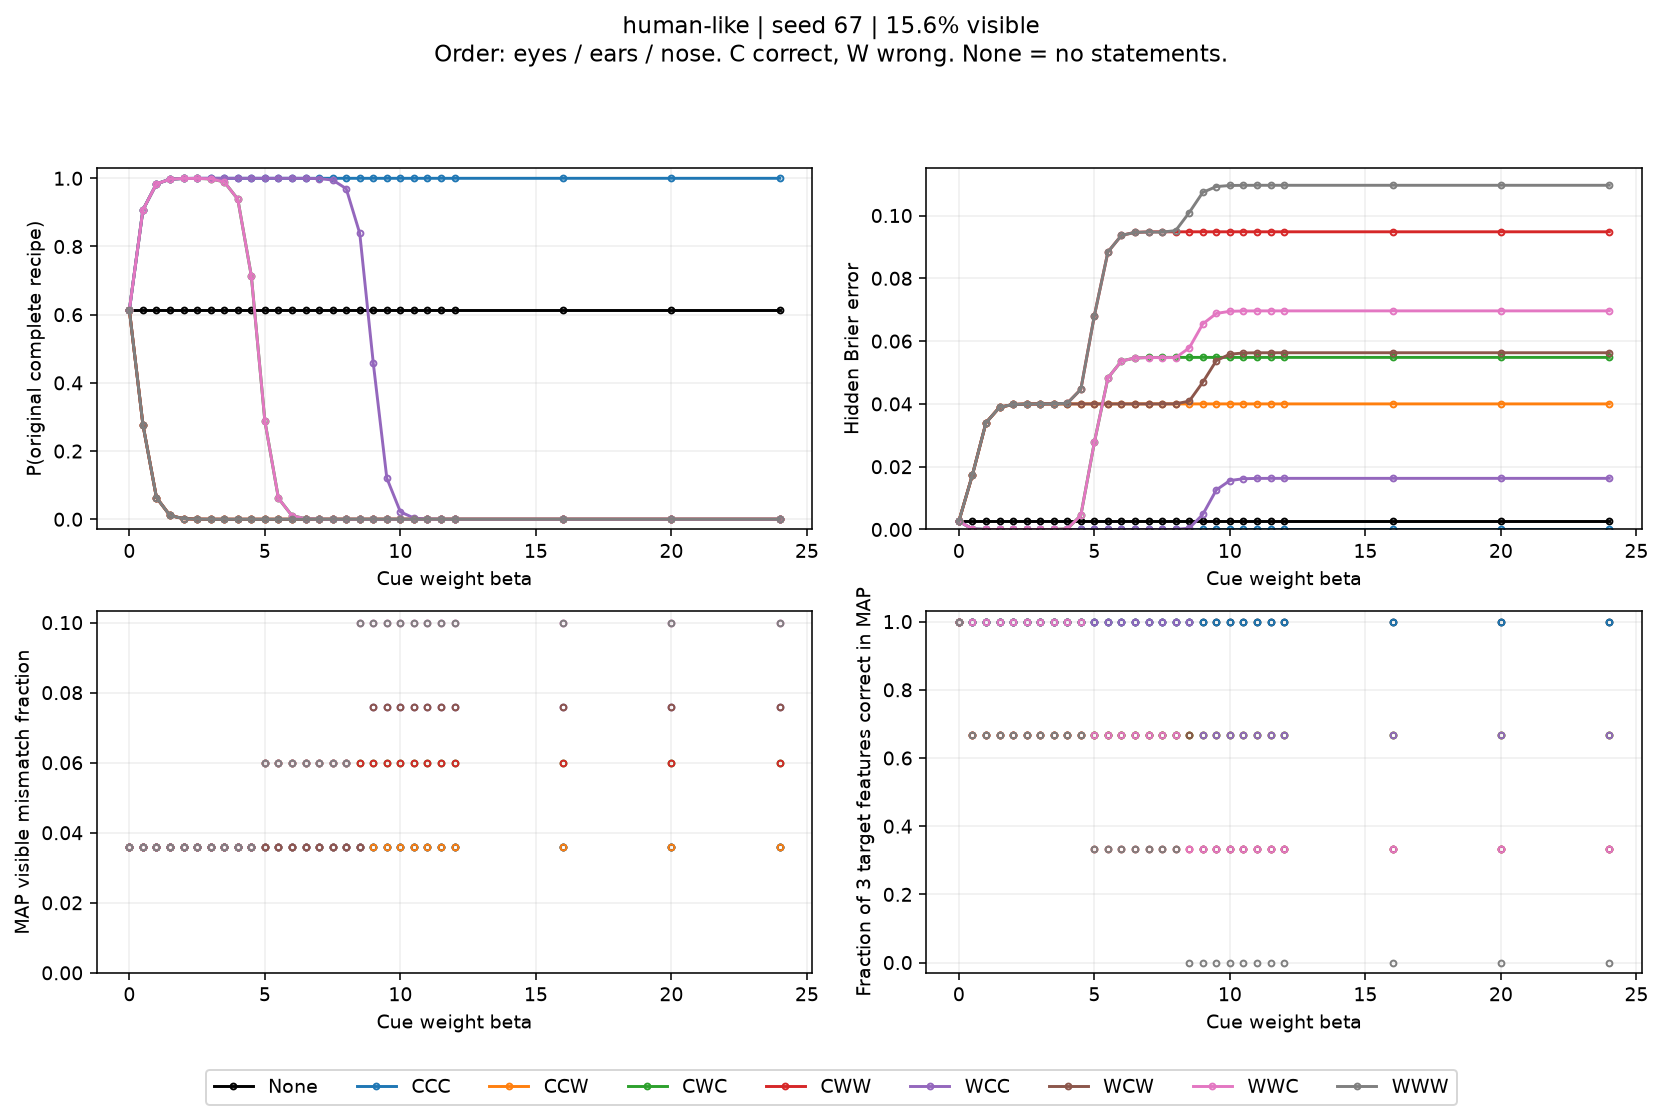 human-like | seed 67 | 15.6% visible
Order: eyes / ears / nose. C correct, W wrong. None = no statements.
P(original complete recipe)
1.0
0.8
0.6
0.4
0.2
0.0
0 5 10 15 20 25
Cue weight beta
Hidden Brier error
0.10
0.08
0.06
0.04
0.02
0.00
0 5 10 15 20 25
Cue weight beta
MAP visible mismatch fraction
0.10
0.08
0.06
0.04
0.02
0.00
0 5 10 15 20 25
Cue weight beta
Fraction of 3 target features correct in MAP
1.0
0.8
0.6
0.4
0.2
0.0
0 5 10 15 20 25
Cue weight beta
None CCC CCW CWC CWW WCC WCW WWC WWW